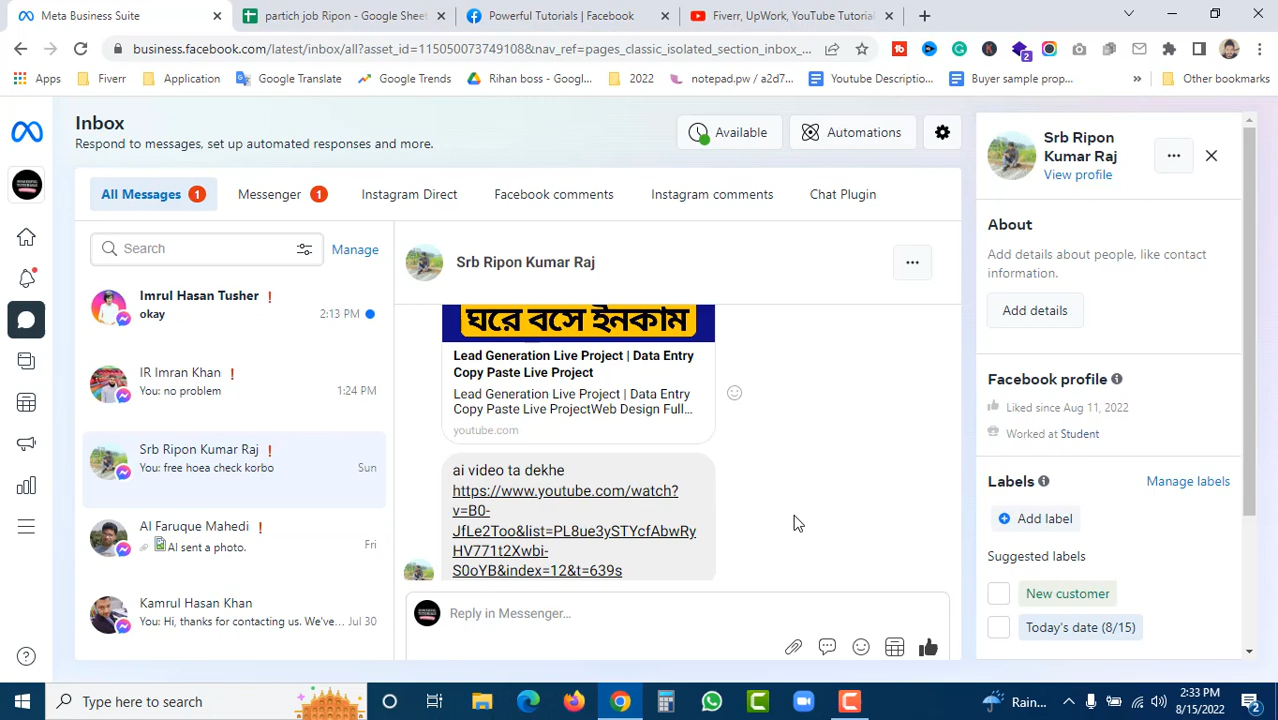 Meta Business Suite
partich job Ripon - Google Sheet
Powerful Tutorials | Facebook
Fiverr, UpWork, YouTube Tutorial
business.facebook.com/latest/inbox/all?asset_id=115050073749108&nav_ref=pages_classic_isolated_section_inbox_...
2
Apps
Fiverr
Application
Google Translate
Google Trends
Rihan boss - Googl...
2022
notepad.pw / a2d7...
Youtube Descriptio...
Buyer sample prop...
Other bookmarks
Inbox
Respond to messages, set up automated responses and more.
Available
Automations
All Messages 1
Messenger 1
Instagram Direct
Facebook comments
Instagram comments
Chat Plugin
Search
Manage
Imrul Hasan Tusher
okay
2:13 PM
IR Imran Khan
You: no problem
1:24 PM
Srb Ripon Kumar Raj
You: free hoea check korbo
Sun
Al Faruque Mahedi
Al sent a photo.
Fri
Kamrul Hasan Khan
You: Hi, thanks for contacting us. We've...
Jul 30
Srb Ripon Kumar Raj
ঘরে বসে ইনকাম
Lead Generation Live Project | Data Entry
Copy Paste Live Project
Lead Generation Live Project | Data Entry
Copy Paste Live ProjectWeb Design Full...
youtube.com
ai video ta dekhe
https://www.youtube.com/watch?
v=B0-
JfLe2Too&list=PL8ue3ySTYcfAbwRy
HV771t2Xwbi-
S0oYB&index=12&t=639s
Reply in Messenger...
Srb Ripon
Kumar Raj
View profile
About
Add details about people, like contact
information.
Add details
Facebook profile
Liked since Aug 11, 2022
Worked at Student
Labels
Manage labels
Add label
Suggested labels
New customer
Today's date (8/15)
Type here to search
Rain...
2:33 PM
8/15/2022
2